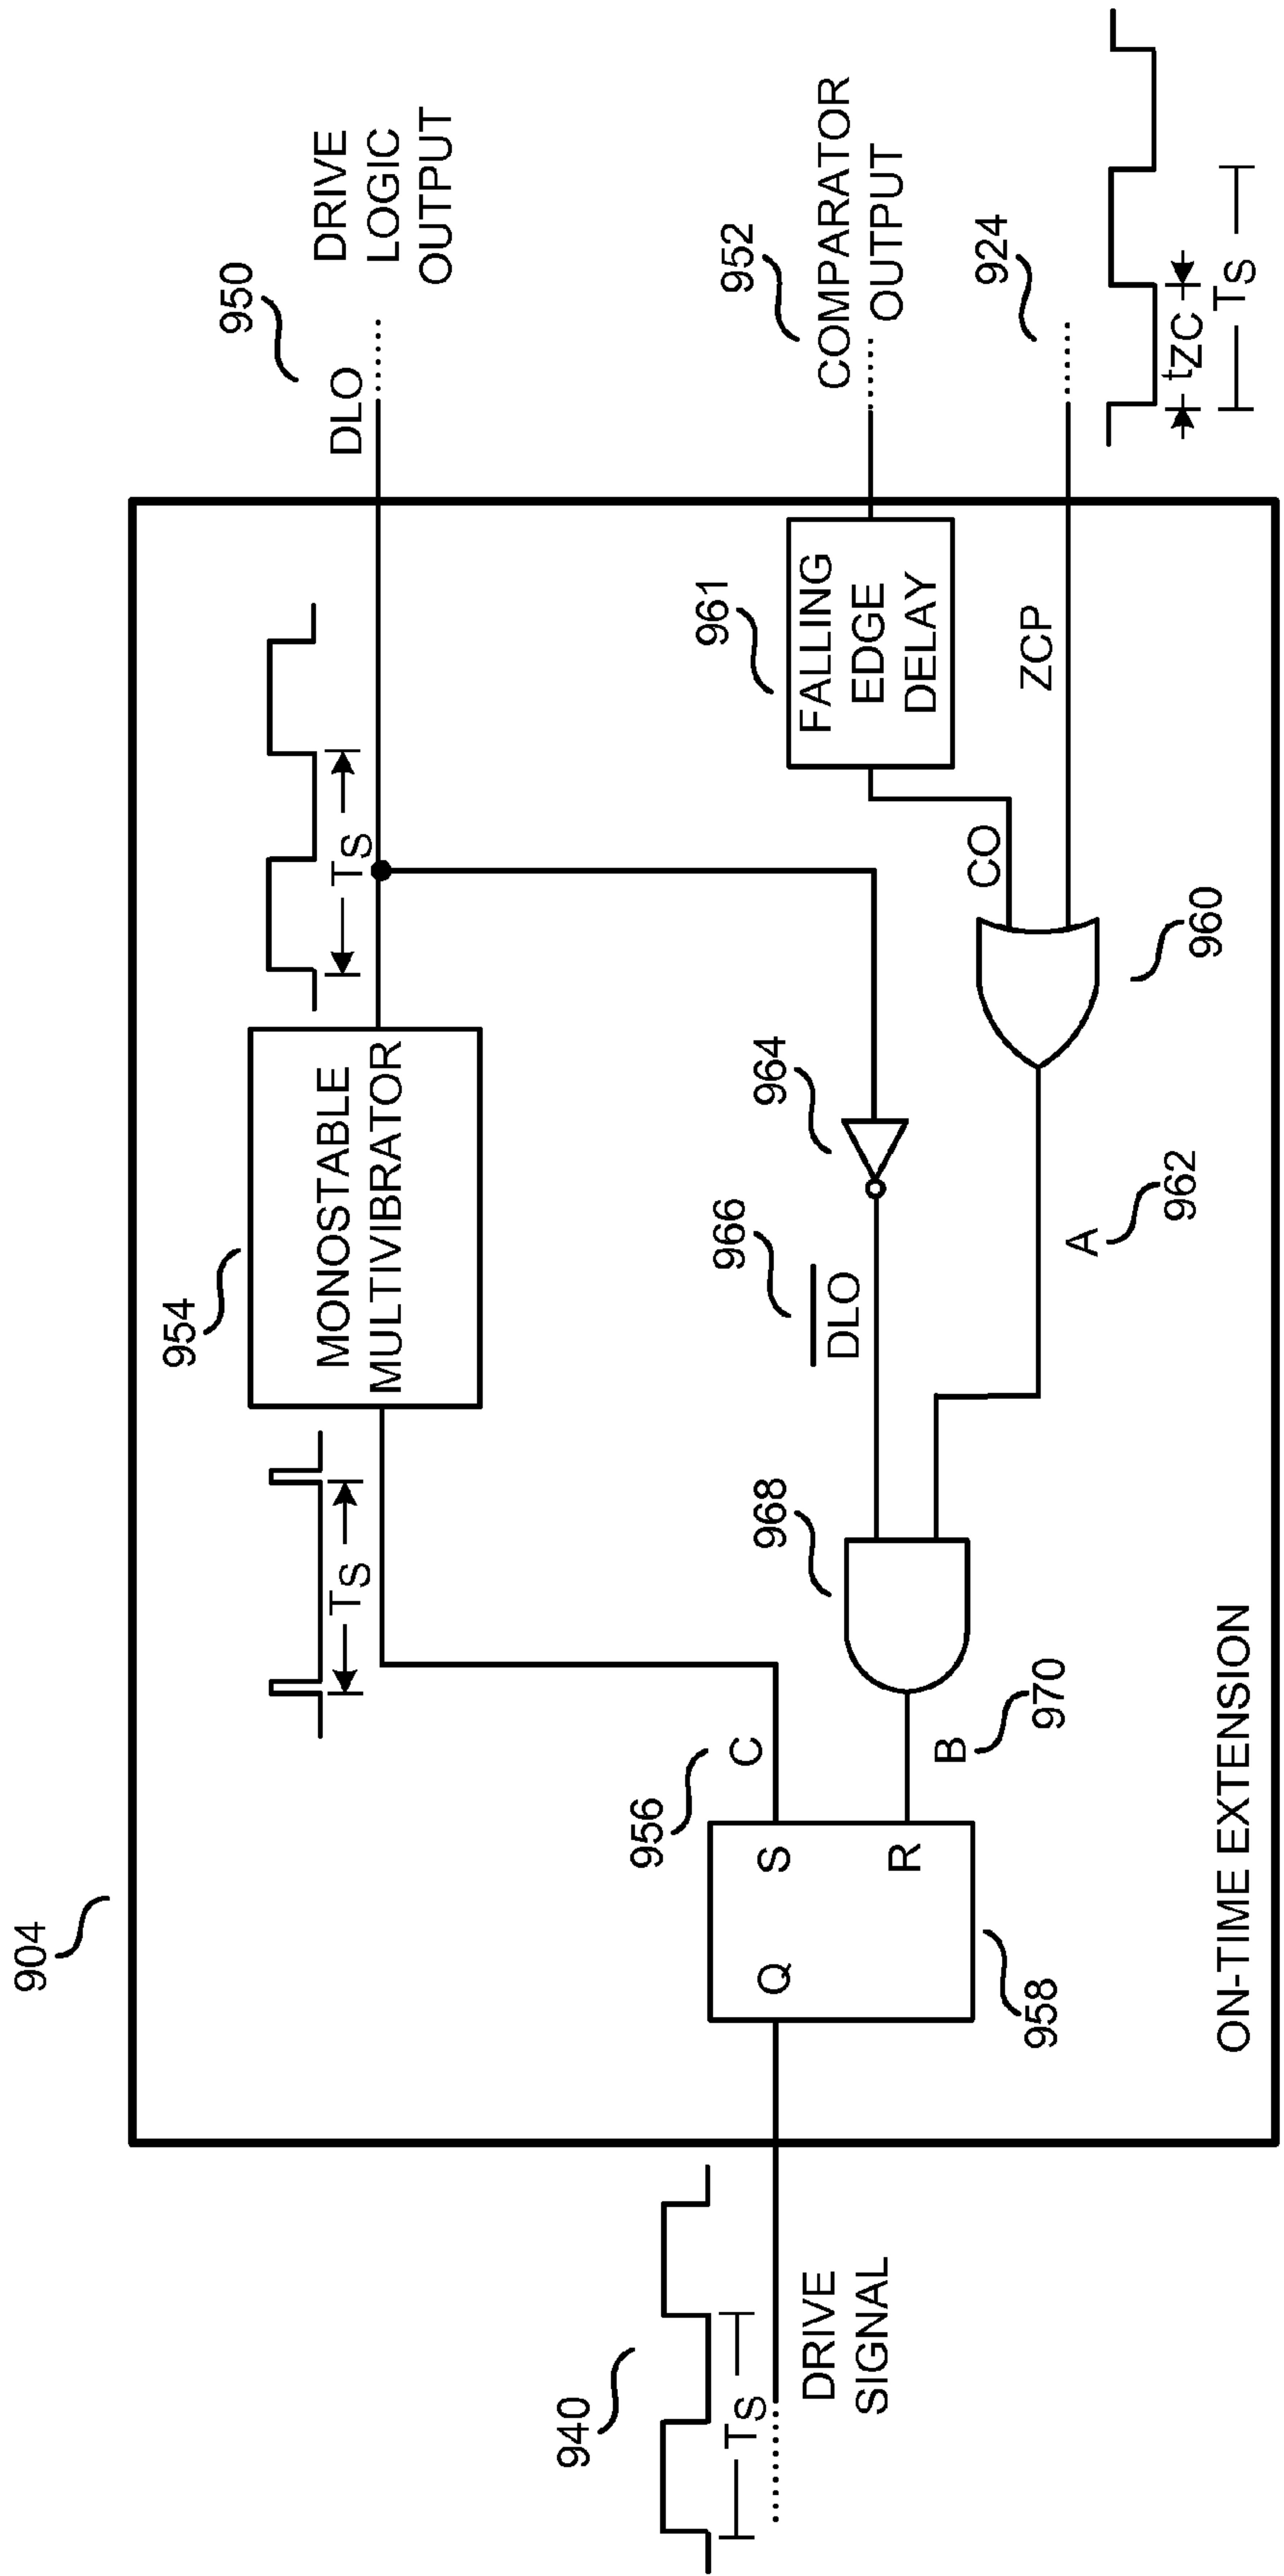 904
950
DLO
DRIVE
LOGIC
OUTPUT
TS
954
MONOSTABLE
MULTIVIBRATOR
TS
940
TS
DRIVE
SIGNAL
956
C
Q
S
R
958
B
970
968
966
DLO
964
A
962
960
CO
ZCP
961
FALLING
EDGE
DELAY
952
COMPARATOR
OUTPUT
924
tZC
TS
ON-TIME EXTENSION